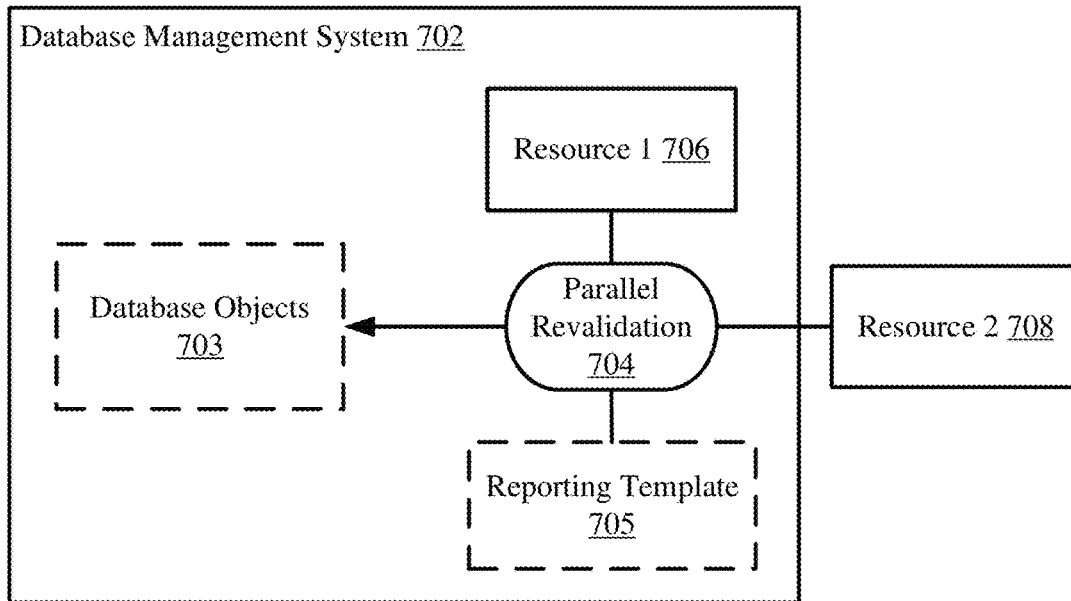 Database Management System 702
Resource 1 706
Database Objects
703
Parallel
Revalidation
704
Resource 2 708
Reporting Template
705